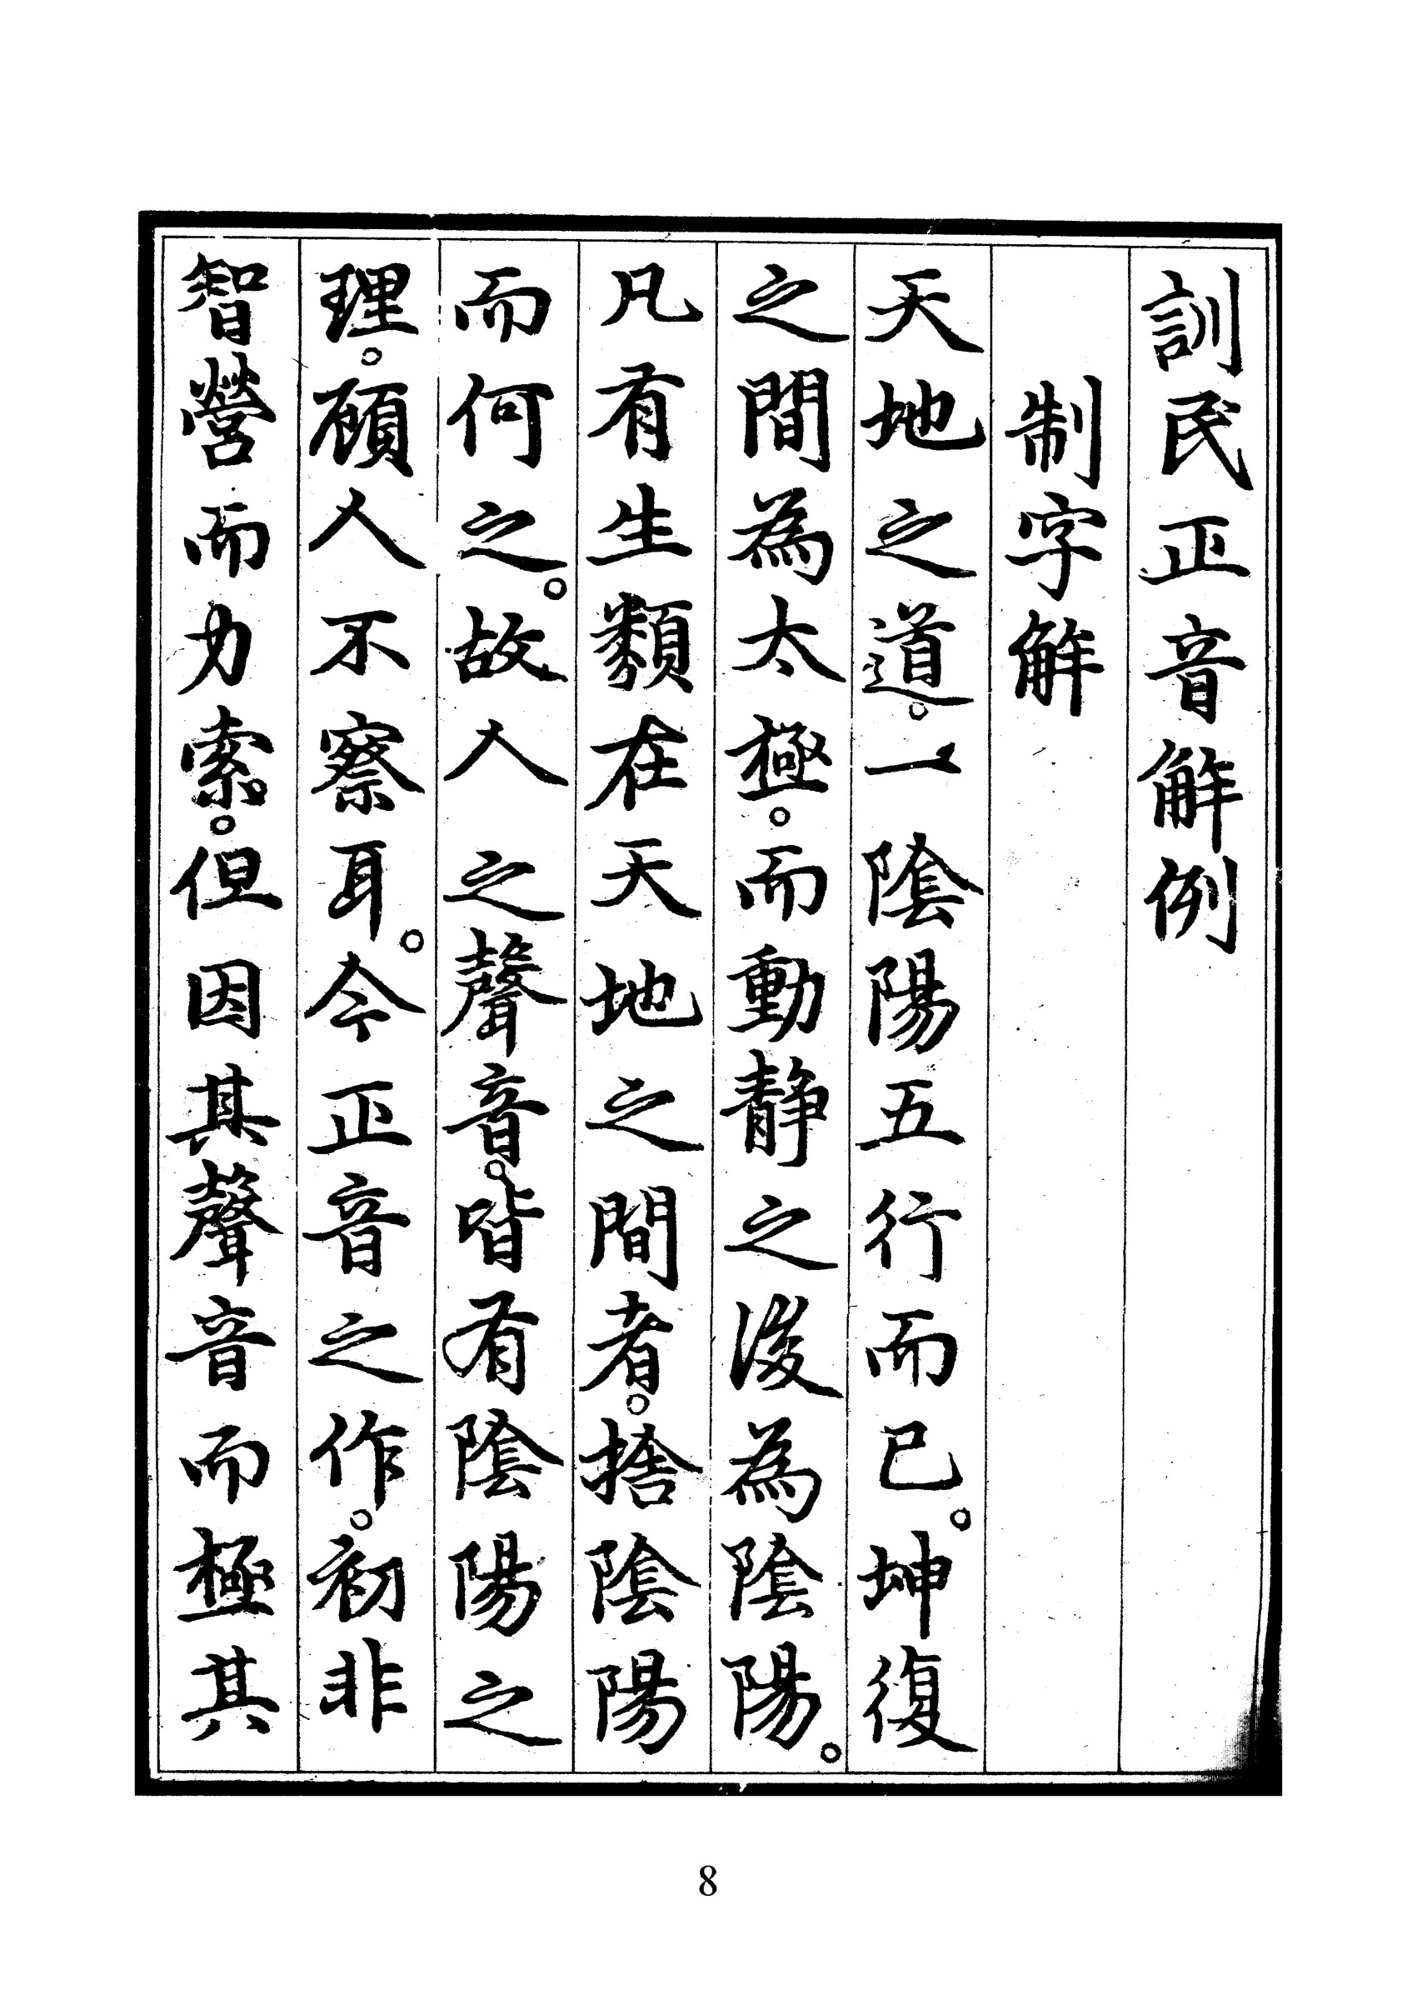 訓民正音解例
制字解
天地之道。一陰陽五行而已。坤復
之間為太極。而動靜之後為陰陽。
凡有生類在天地之間者。捨陰陽
而何之。故人之聲音。皆有陰陽之
理。顧人不察耳。今正音之作。初非
智營而力索。但因其聲音而極其
8